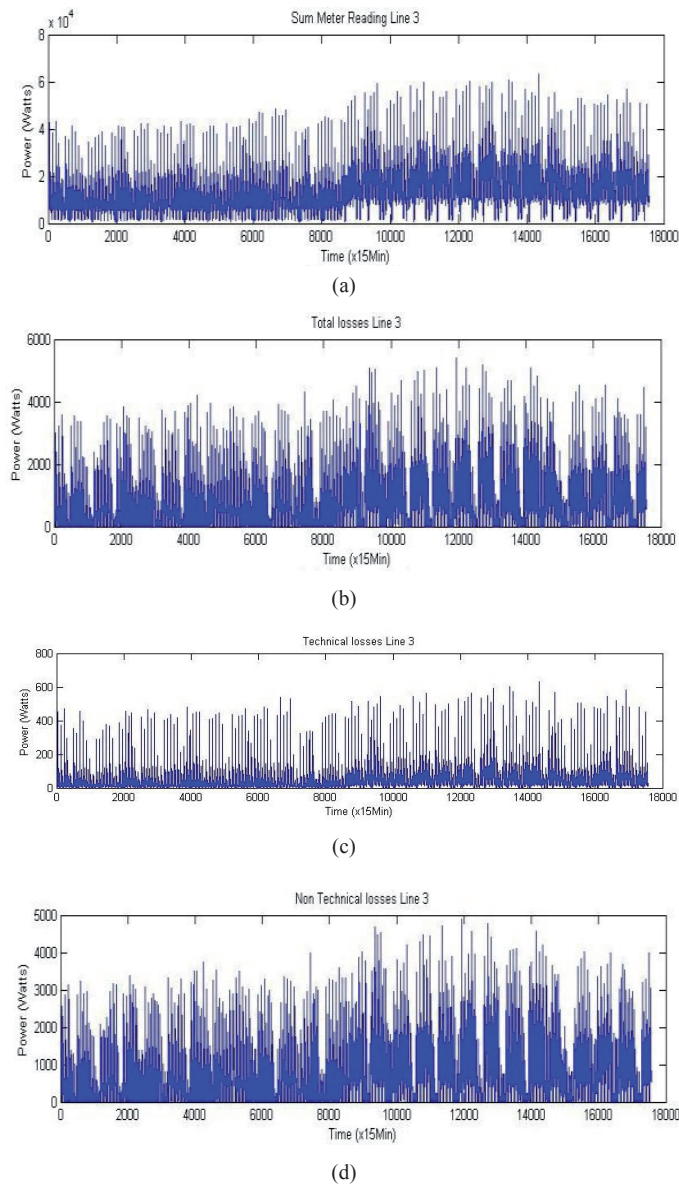 Sum Meter Reading Line 3
x 10⁴
8
6
4
2
0
Power (Watts)
0 2000 4000 6000 8000 10000 12000 14000 16000 18000
Time (x15Min)
(a)
Total losses Line 3
6000
4000
2000
0
Power (Watts)
0 2000 4000 6000 8000 10000 12000 14000 16000 18000
Time (x15Min)
(b)
Technical losses Line 3
800
600
400
200
0
Power (Watts)
0 2000 4000 6000 8000 10000 12000 14000 16000 18000
Time (x15Min)
(c)
Non Technical losses Line 3
5000
4000
3000
2000
1000
0
Power (Watts)
0 2000 4000 6000 8000 10000 12000 14000 16000 18000
Time (x15Min)
(d)